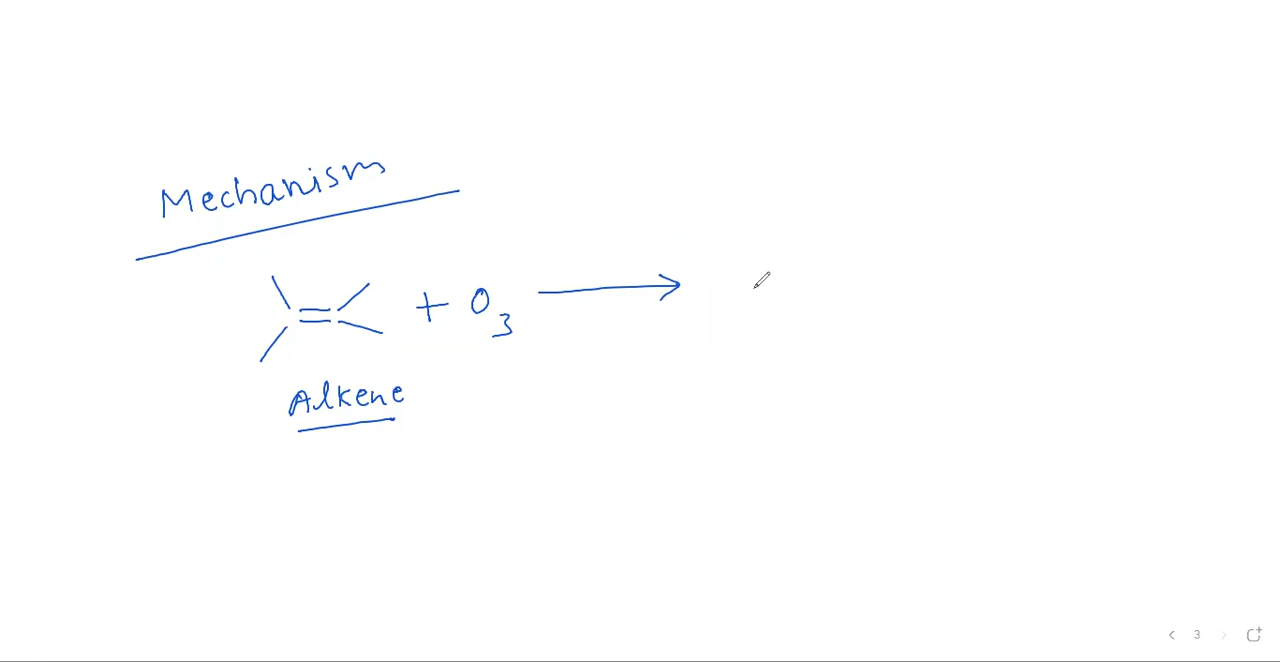 Mechanism
+ O3 →
Alkene
3